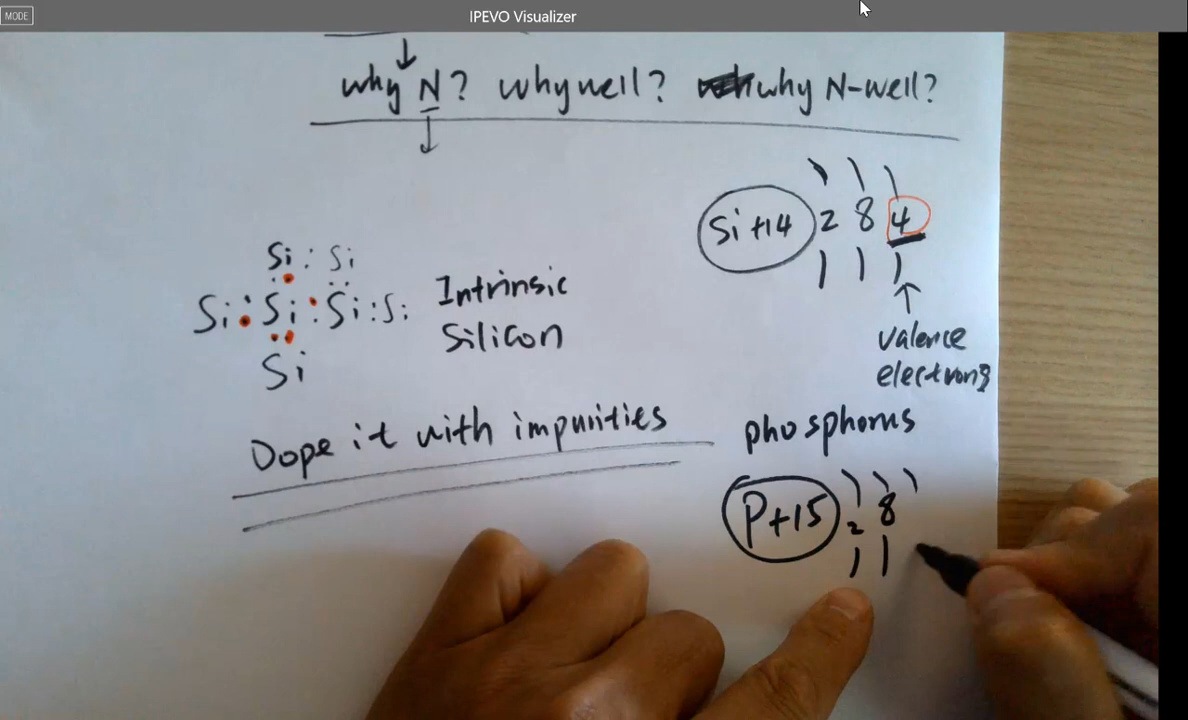 MODE
IPEVO Visualizer
why N? why well? why N-well?
Si+14 2 8 4
Si : Si
Si : Si : Si : Si
Intrinsic
Silicon
Si
valence
electrons
Dope it with impurities
phosphorus
P+15 2 8